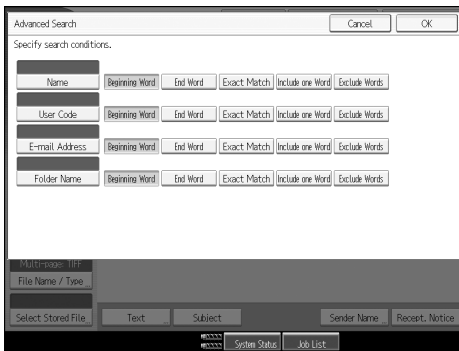 Advanced Search Cancel OK
Specify search conditions.
Name Beginning Word End Word Exact Match Include one Word Exclude Words
User Code Beginning Word End Word Exact Match Include one Word Exclude Words
E-mail Address Beginning Word End Word Exact Match Include one Word Exclude Words
Folder Name Beginning Word End Word Exact Match Include one Word Exclude Words
Multi-page: TIFF
File Name / Type
Select Stored File Text Subject Sender Name Recept. Notice
System Status Job List